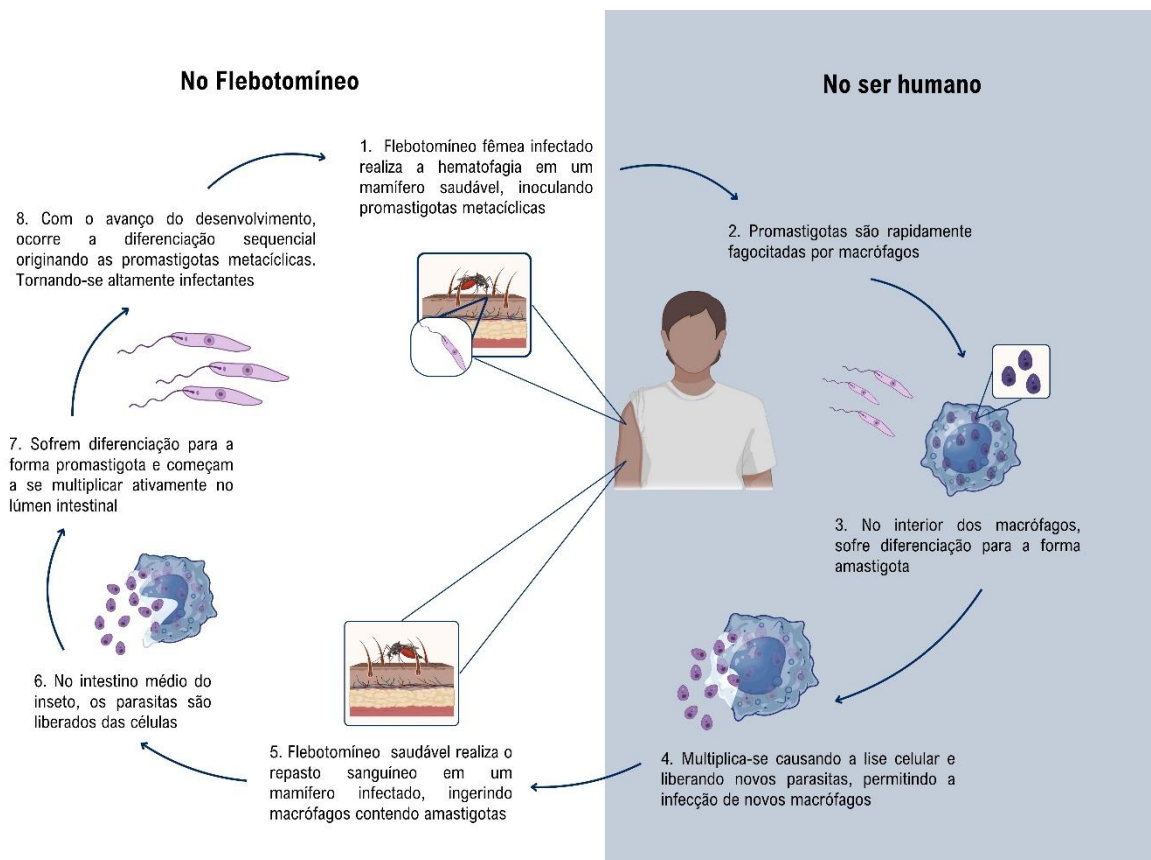 No Flebotomíneo
No ser humano
1. Flebotomíneo fêmea infectado
realiza a hematofagia em um
mamífero saudável, inoculando
promastigotas metacíclicas
2. Promastigotas são rapidamente
fagocitadas por macrófagos
3. No interior dos macrófagos,
sofre diferenciação para a forma
amastigota
4. Multiplica-se causando a lise celular e
liberando novos parasitas, permitindo a
infecção de novos macrófagos
5. Flebotomíneo saudável realiza o
repasto sanguíneo em um
mamífero infectado, ingerindo
macrófagos contendo amastigotas
6. No intestino médio do
inseto, os parasitas são
liberados das células
7. Sofrem diferenciação para a
forma promastigota e começam
a se multiplicar ativamente no
lúmen intestinal
8. Com o avanço do desenvolvimento,
ocorre a diferenciação sequencial
originando as promastigotas metacíclicas.
Tornando-se altamente infectantes